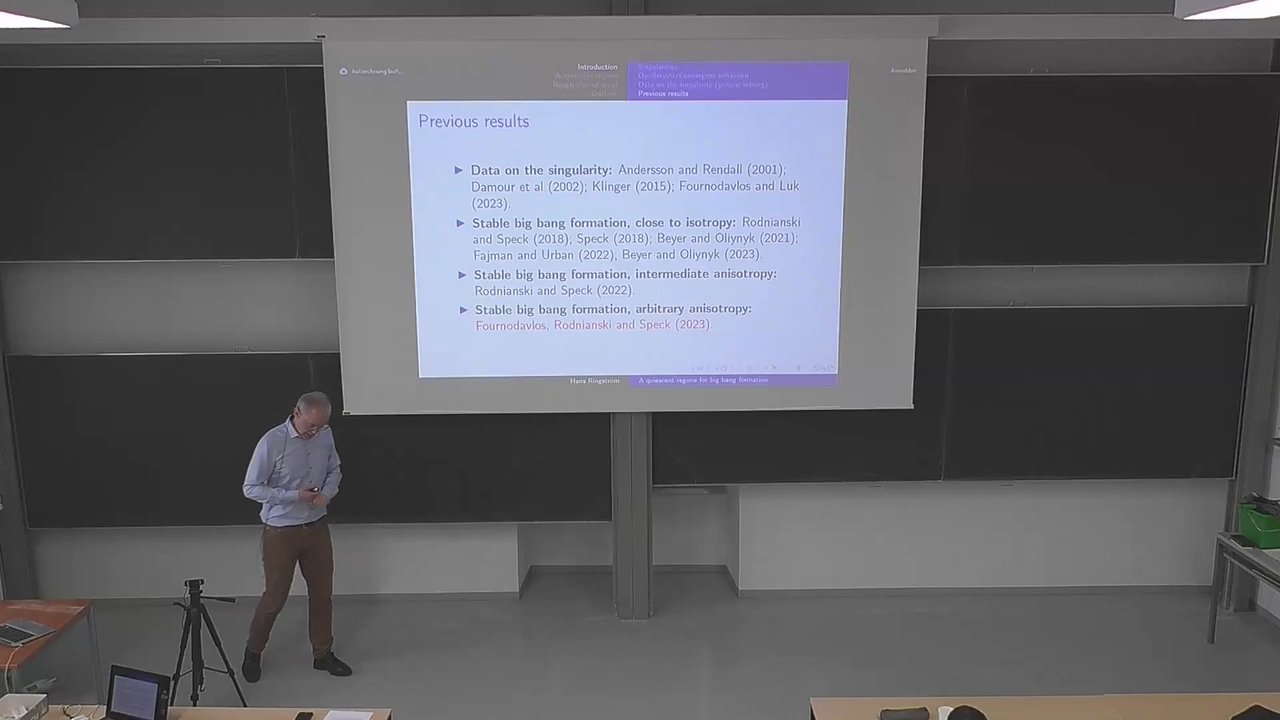 Introduction
Singularities
Oscillatory/Convergent behaviour
Data on the singularity (general setting)
Previous results
Previous results
▶ Data on the singularity: Andersson and Rendall (2001);
Damour et al (2002); Klinger (2015); Fournodavlos and Luk
(2023).
▶ Stable big bang formation, close to isotropy: Rodnianski
and Speck (2018); Speck (2018); Beyer and Oliynyk (2021);
Fajman and Urban (2022); Beyer and Oliynyk (2023).
▶ Stable big bang formation, intermediate anisotropy:
Rodnianski and Speck (2022).
▶ Stable big bang formation, arbitrary anisotropy:
Fournodavlos, Rodnianski and Speck (2023).
Hans Ringström
A quiescent regime for big bang formation